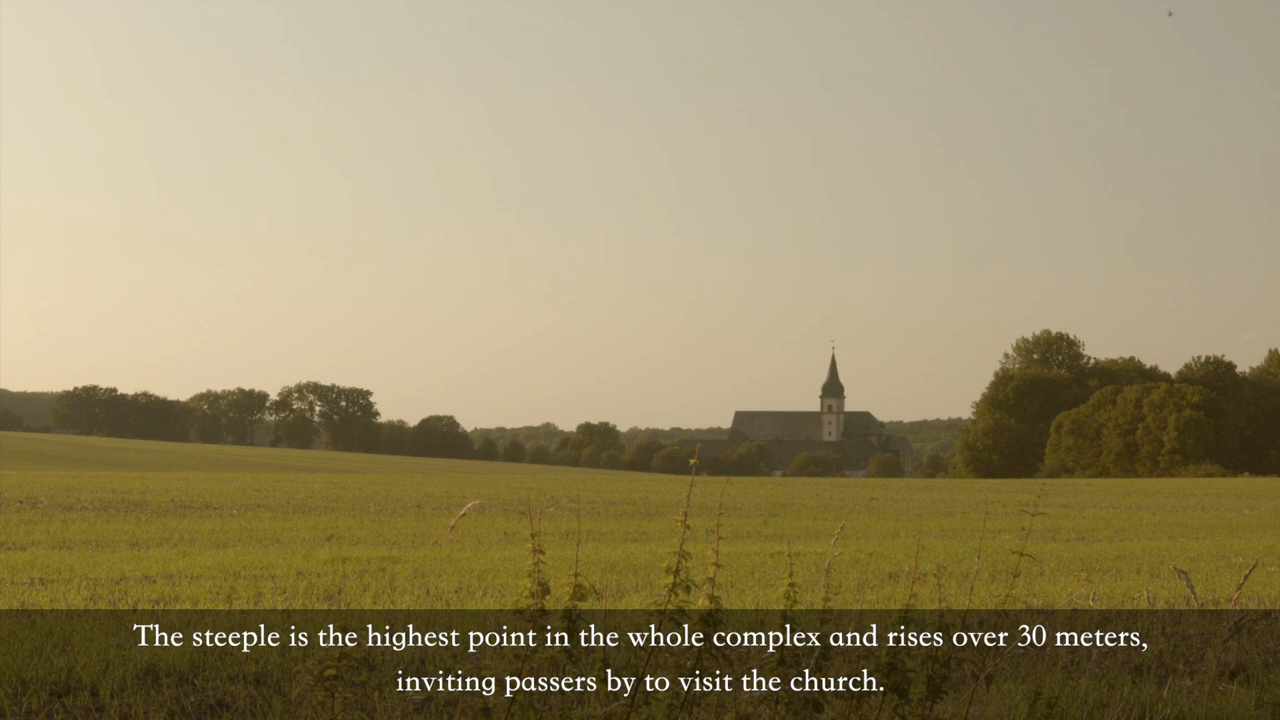 The steeple is the highest point in the whole complex and rises over 30 meters,
inviting passers by to visit the church.